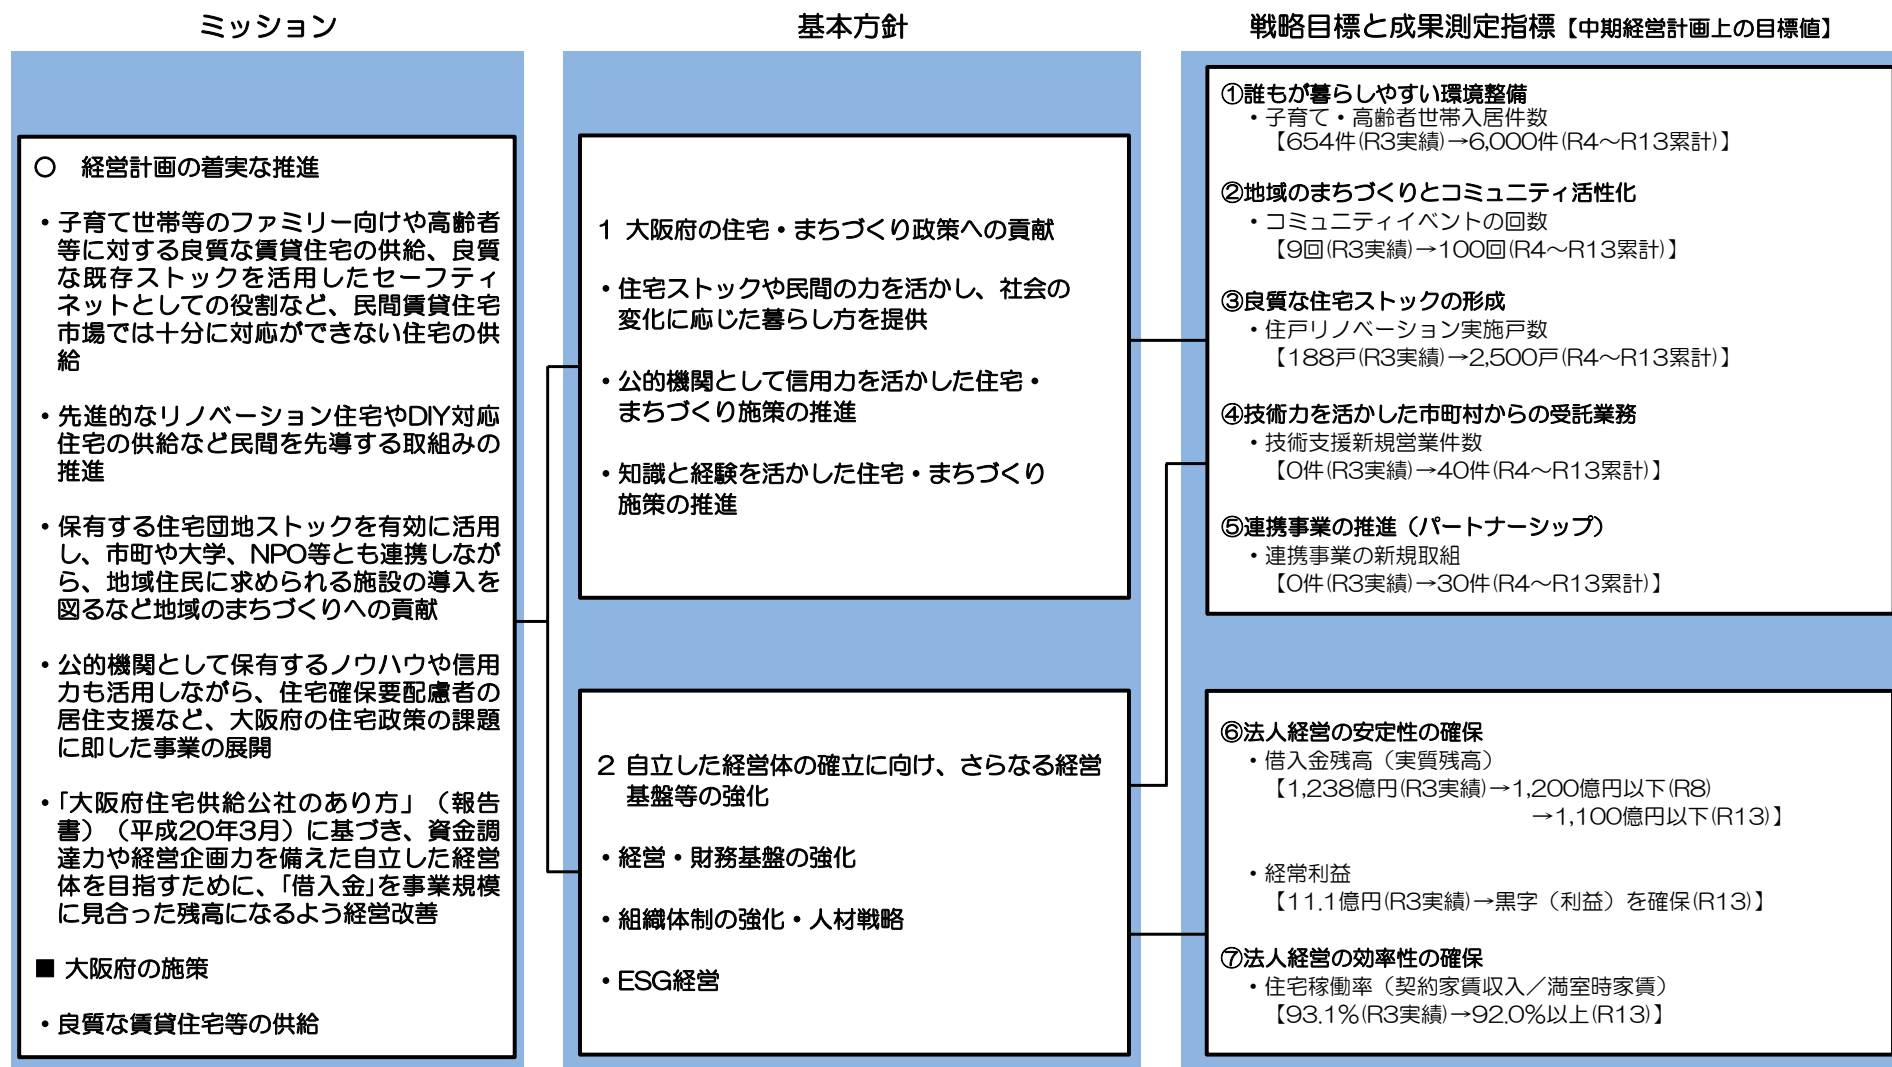 ミッション
○　経営計画の着実な推進
・子育て世帯等のファミリー向けや高齢者
等に対する良質な賃貸住宅の供給、良質
な既存ストックを活用したセーフティ
ネットとしての役割など、民間賃貸住宅
市場では十分に対応ができない住宅の供
給
・先進的なリノベーション住宅やDIY対応
住宅の供給など民間を先導する取組みの
推進
・保有する住宅団地ストックを有効に活用
し、市町や大学、NPO等とも連携しなが
ら、地域住民に求められる施設の導入を
図るなど地域のまちづくりへの貢献
・公的機関として保有するノウハウや信用
力も活用しながら、住宅確保要配慮者の
居住支援など、大阪府の住宅政策の課題
に即した事業の展開
・「大阪府住宅供給公社のあり方」（報告
書）（平成20年3月）に基づき、資金調
達力や経営企画力を備えた自立した経営
体を目指すために、「借入金」を事業規模
に見合った残高になるよう経営改善
■ 大阪府の施策
・良質な賃貸住宅等の供給
基本方針
1 大阪府の住宅・まちづくり政策への貢献
・住宅ストックや民間の力を活かし、社会の
変化に応じた暮らし方を提供
・公的機関として信用力を活かした住宅・
まちづくり施策の推進
・知識と経験を活かした住宅・まちづくり
施策の推進
2 自立した経営体の確立に向け、さらなる経営
基盤等の強化
・経営・財務基盤の強化
・組織体制の強化・人材戦略
・ESG経営
戦略目標と成果測定指標【中期経営計画上の目標値】
①誰もが暮らしやすい環境整備
・子育て・高齢者世帯入居件数
【654件(R3実績)→6,000件(R4～R13累計)】
②地域のまちづくりとコミュニティ活性化
・コミュニティイベントの回数
【9回(R3実績)→100回(R4～R13累計)】
③良質な住宅ストックの形成
・住戸リノベーション実施戸数
【188戸(R3実績)→2,500戸(R4～R13累計)】
④技術力を活かした市町村からの受託業務
・技術支援新規営業件数
【0件(R3実績)→40件(R4～R13累計)】
⑤連携事業の推進（パートナーシップ）
・連携事業の新規取組
【0件(R3実績)→30件(R4～R13累計)】
⑥法人経営の安定性の確保
・借入金残高（実質残高）
【1,238億円(R3実績)→1,200億円以下(R8)
→1,100億円以下(R13)】
・経常利益
【11.1億円(R3実績)→黒字（利益）を確保(R13)】
⑦法人経営の効率性の確保
・住宅稼働率（契約家賃収入／満室時家賃）
【93.1％(R3実績)→92.0％以上(R13)】